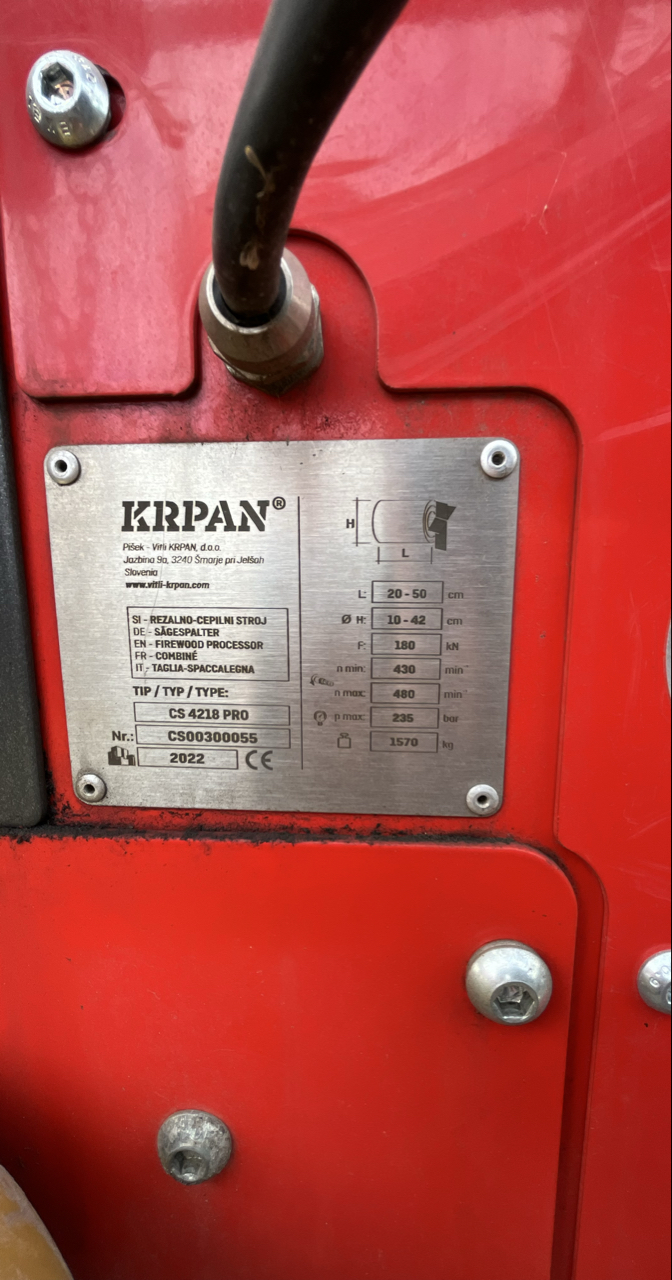 KRPAN®
Pišek - Vitli KRPAN, d.o.o.
Jazbina 9a, 3240 Šmarje pri Jelšah
Slovenia
www.vitli-krpan.com
SI - REZALNO-CEPILNI STROJ
DE - SÄGESPALTER
EN - FIREWOOD PROCESSOR
FR - COMBINÉ
IT - TAGLIA-SPACCALEGNA
TIP / TYP / TYPE:
CS 4218 PRO
Nr.: CS00300055
2022 CE
H
L
L: 20 - 50 cm
Ø H: 10 - 42 cm
F: 180 kN
n min: 430 min⁻¹
n max: 480 min⁻¹
p max: 235 bar
1570 kg